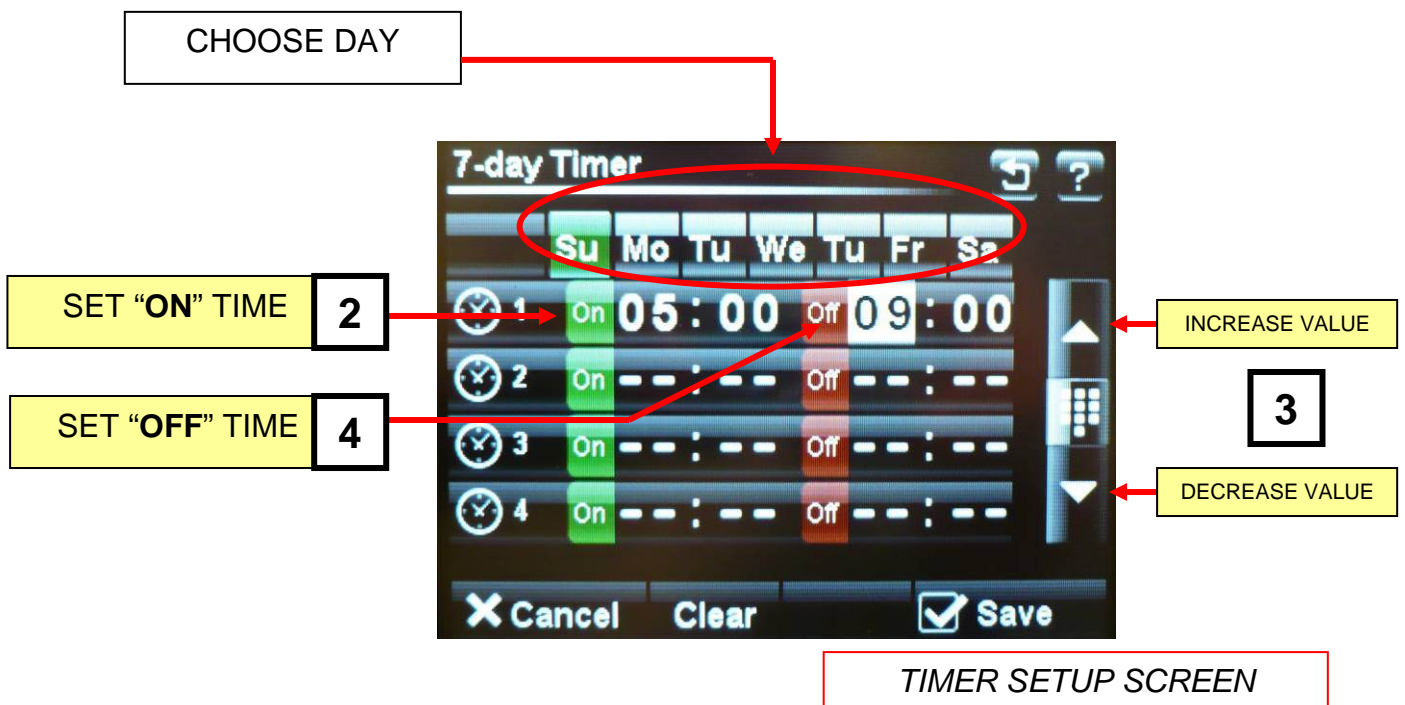 CHOOSE DAY
7-day Timer ?
Su Mo Tu We Tu Fr Sa
SET “ON” TIME 2
1 On 05:00 Off 09:00
INCREASE VALUE
2 On --:-- Off --:--
3
SET “OFF” TIME 4
3 On --:-- Off --:--
DECREASE VALUE
4 On --:-- Off --:--
Cancel Clear Save
TIMER SETUP SCREEN